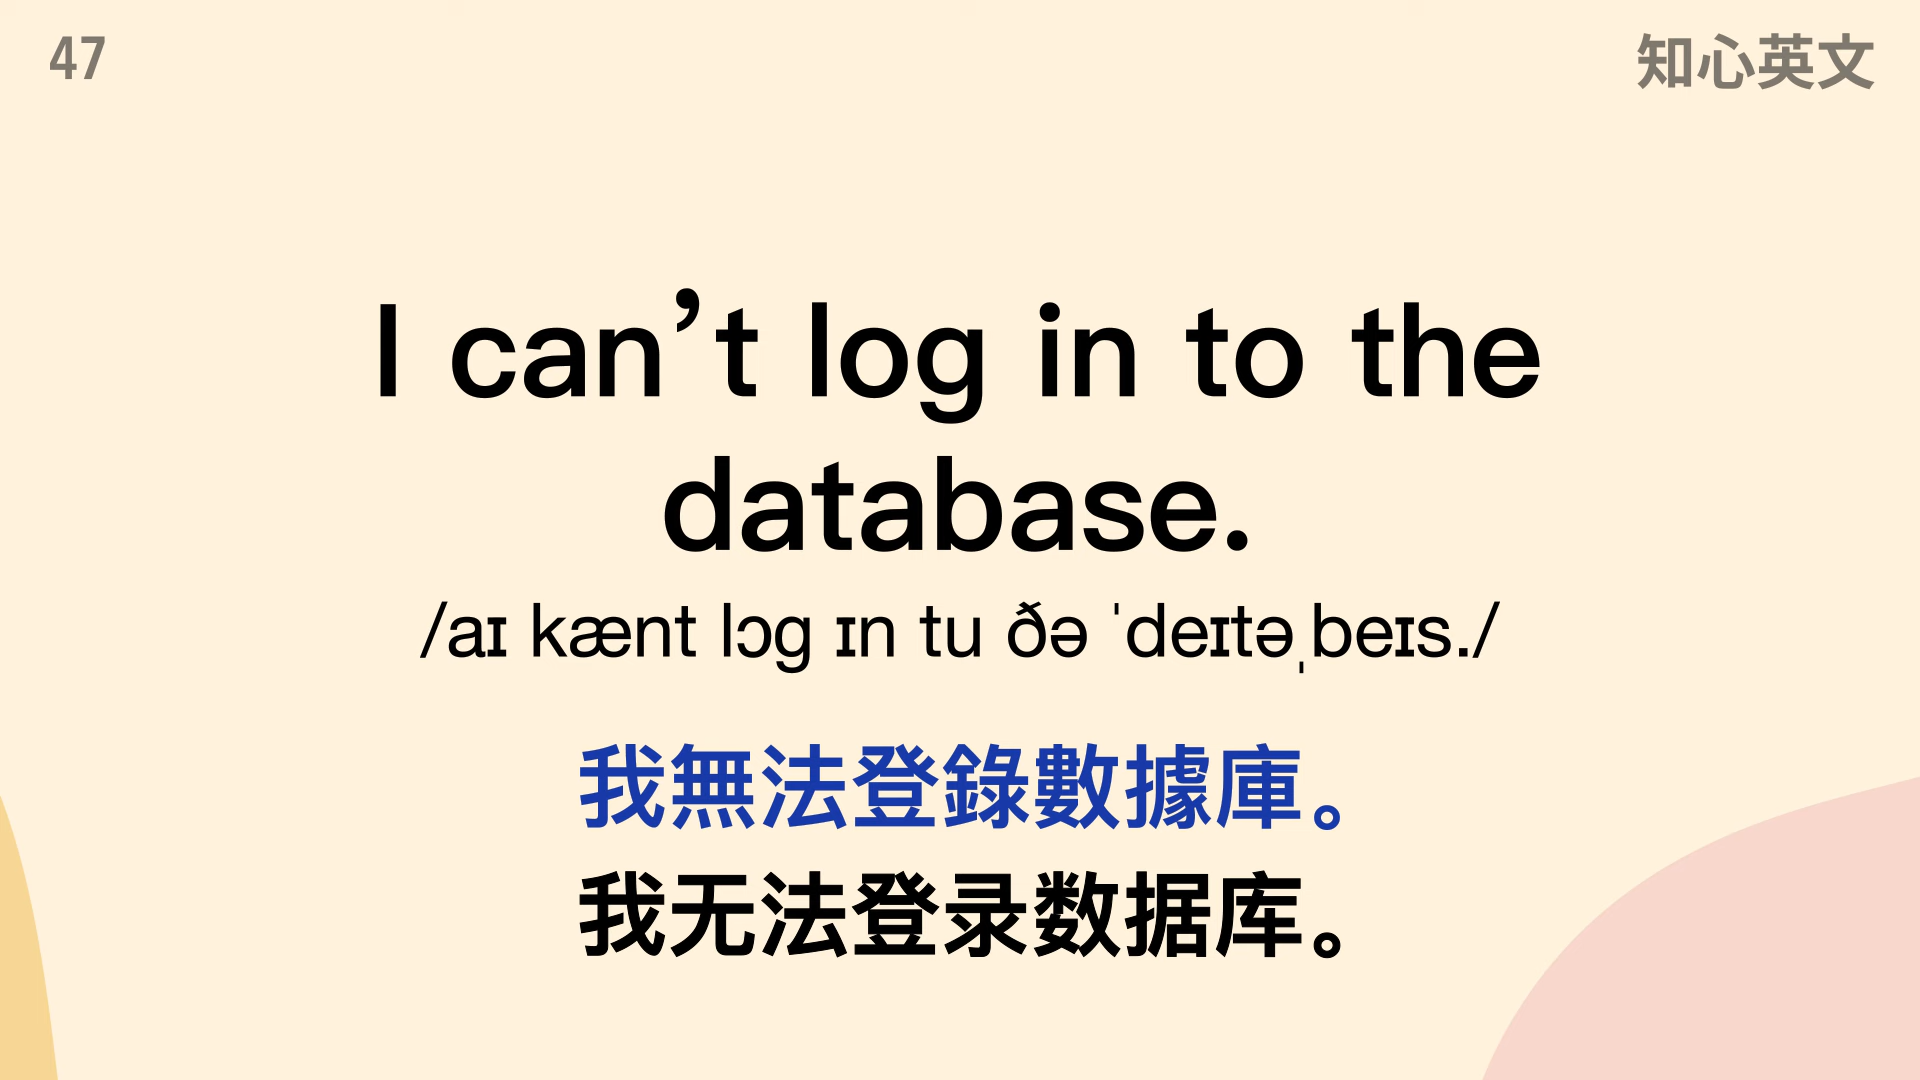 47
知心英文
I can’t log in to the
database.
/aɪ kænt lɔg ɪn tu ðə ˈdeɪtəˌbeɪs./
我無法登錄數據庫。
我无法登录数据库。